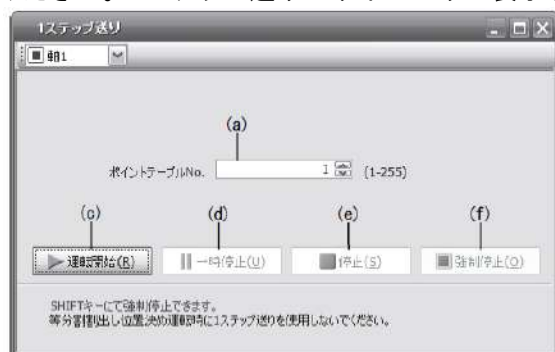 1ステップ送り
軸1
(a)
ポイントテーブルNo. 1 (1-255)
(c) (d) (e) (f)
運転開始(R) 一時停止(U) 停止(S) 強制停止(O)
SHIFTキーにて強制停止できます。
等分割割出し位置決め運転時に1ステップ送りを使用しないでください。